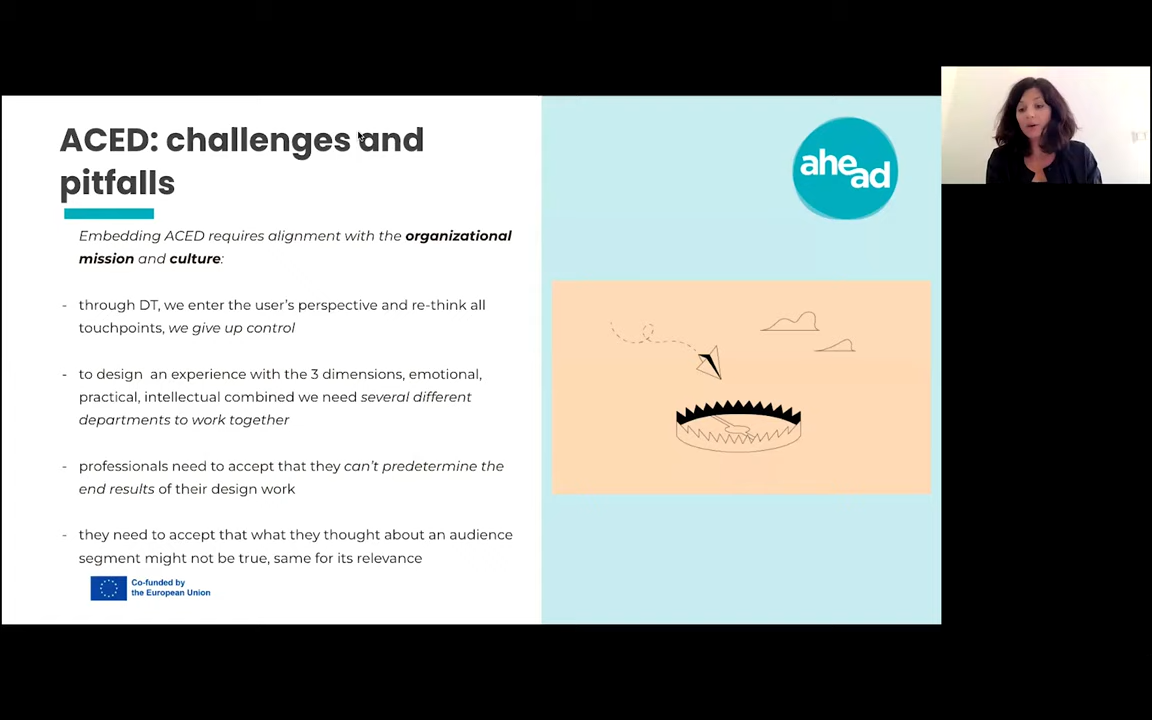 ACED: challenges and
pitfalls
Embedding ACED requires alignment with the organizational
mission and culture:
- through DT, we enter the user's perspective and re-think all
touchpoints, we give up control
- to design an experience with the 3 dimensions, emotional,
practical, intellectual combined we need several different
departments to work together
- professionals need to accept that they can't predetermine the
end results of their design work
- they need to accept that what they thought about an audience
segment might not be true, same for its relevance
Co-funded by
the European Union
ahe
ad